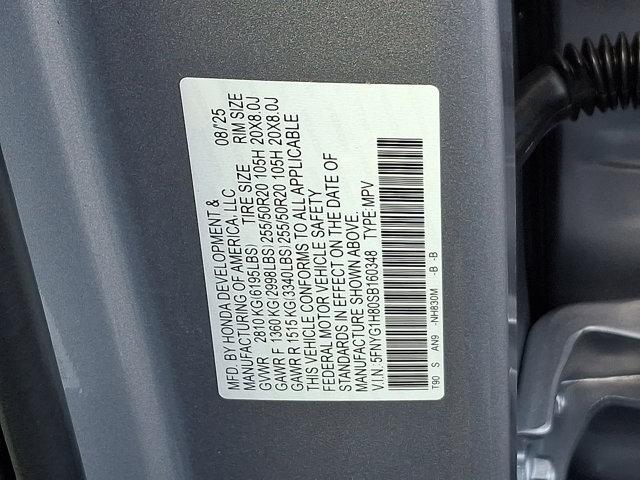 MFD. BY HONDA DEVELOPMENT & 08/'25
MANUFACTURING OF AMERICA, LLC TIRE SIZE RIM SIZE
GVWR 2810 KG(6195LBS)
GAWR F 1360 KG(2998LBS)255/50R20 105H 20X8.0J
GAWR R 1515 KG(3340LBS)255/50R20 105H 20X8.0J
THIS VEHICLE CONFORMS TO ALL APPLICABLE
FEDERAL MOTOR VEHICLE SAFETY
STANDARDS IN EFFECT ON THE DATE OF
MANUFACTURE SHOWN ABOVE.
V.I.N. 5FNYG1H80SB160348 TYPE:MPV
T90 S AN9 -NH830M -B -B